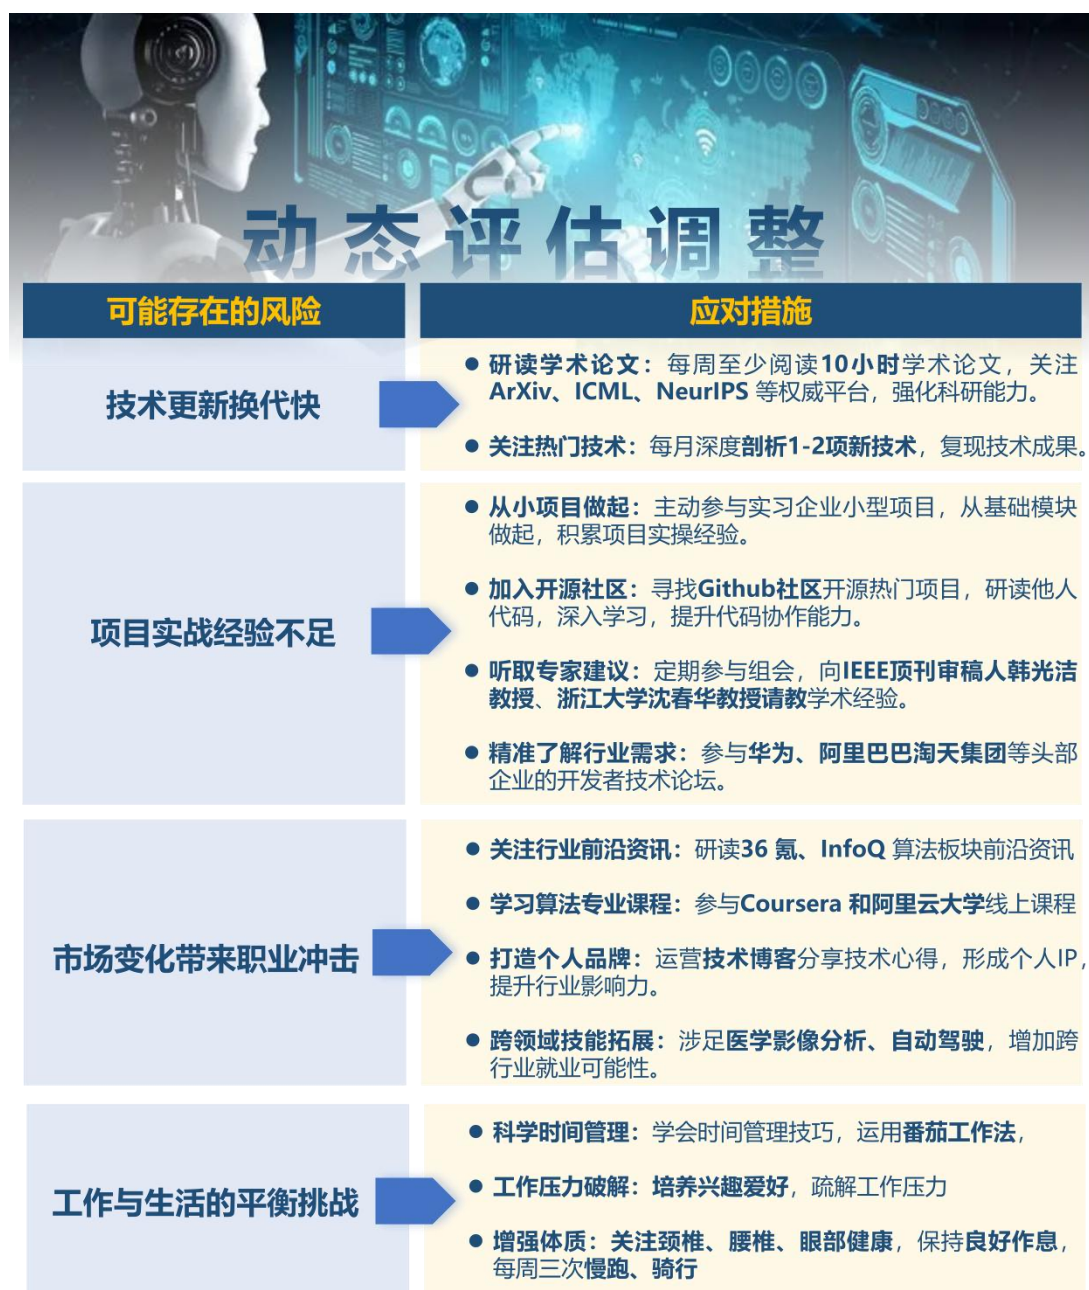 动态评估调整
可能存在的风险
应对措施
技术更新换代快
● 研读学术论文：每周至少阅读10小时学术论文，关注
ArXiv、ICML、NeurIPS 等权威平台，强化科研能力。
● 关注热门技术：每月深度剖析1-2项新技术，复现技术成果。
项目实战经验不足
● 从小项目做起：主动参与实习企业小型项目，从基础模块
做起，积累项目实操经验。
● 加入开源社区：寻找Github社区开源热门项目，研读他人
代码，深入学习，提升代码协作能力。
● 听取专家建议：定期参与组会，向IEEE顶刊审稿人韩光洁
教授、浙江大学沈春华教授请教学术经验。
● 精准了解行业需求：参与华为、阿里巴巴淘天集团等头部
企业的开发者技术论坛。
市场变化带来职业冲击
● 关注行业前沿资讯：研读36 氪、InfoQ 算法板块前沿资讯
● 学习算法专业课程：参与Coursera 和阿里云大学线上课程
● 打造个人品牌：运营技术博客分享技术心得，形成个人IP，
提升行业影响力。
● 跨领域技能拓展：涉足医学影像分析、自动驾驶，增加跨
行业就业可能性。
工作与生活的平衡挑战
● 科学时间管理：学会时间管理技巧，运用番茄工作法，
● 工作压力破解：培养兴趣爱好，疏解工作压力
● 增强体质：关注颈椎、腰椎、眼部健康，保持良好作息，
每周三次慢跑、骑行